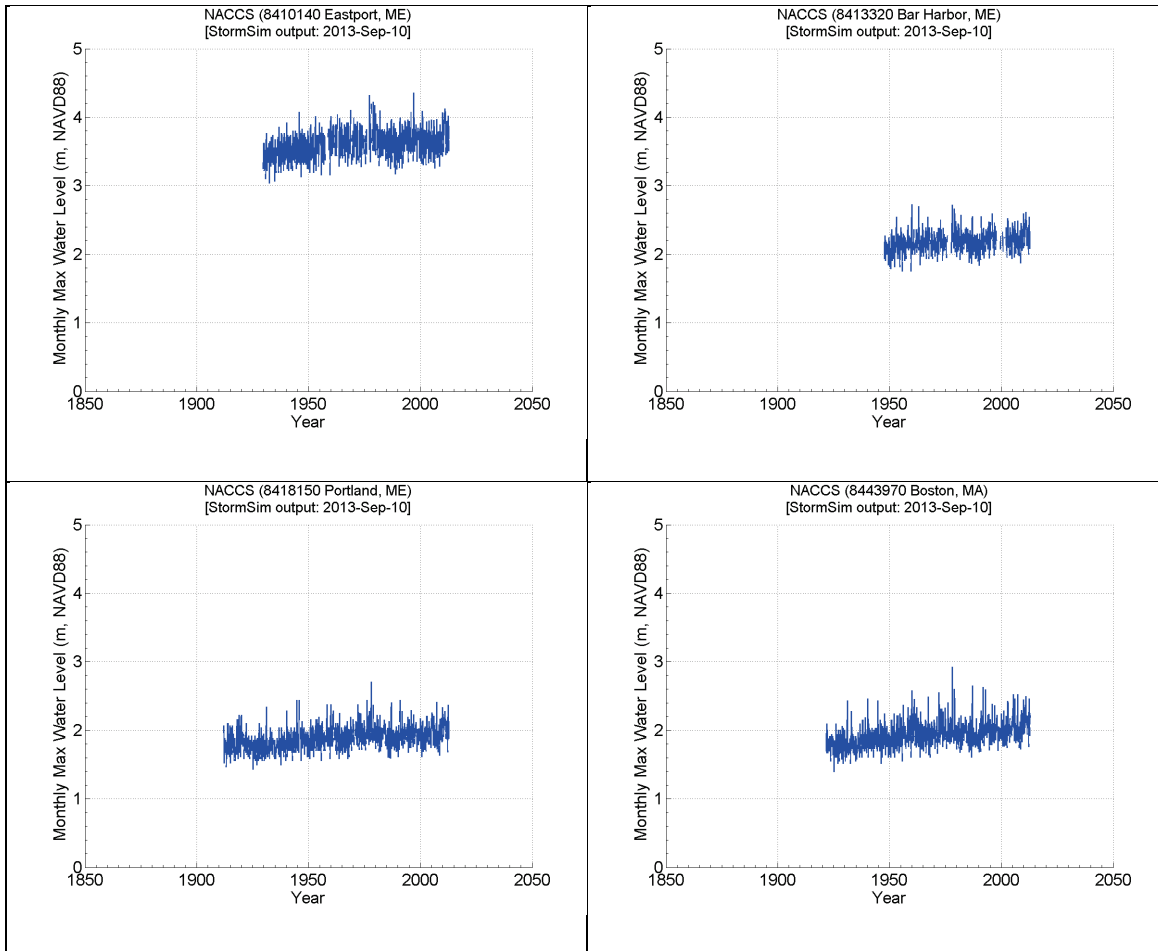 NACCS (8410140 Eastport, ME)
[StormSim output: 2013-Sep-10]
Monthly Max Water Level (m, NAVD88)
5
4
3
2
1
0
1850 1900 1950 2000 2050
Year
NACCS (8413320 Bar Harbor, ME)
[StormSim output: 2013-Sep-10]
Monthly Max Water Level (m, NAVD88)
5
4
3
2
1
0
1850 1900 1950 2000 2050
Year
NACCS (8418150 Portland, ME)
[StormSim output: 2013-Sep-10]
Monthly Max Water Level (m, NAVD88)
5
4
3
2
1
0
1850 1900 1950 2000 2050
Year
NACCS (8443970 Boston, MA)
[StormSim output: 2013-Sep-10]
Monthly Max Water Level (m, NAVD88)
5
4
3
2
1
0
1850 1900 1950 2000 2050
Year